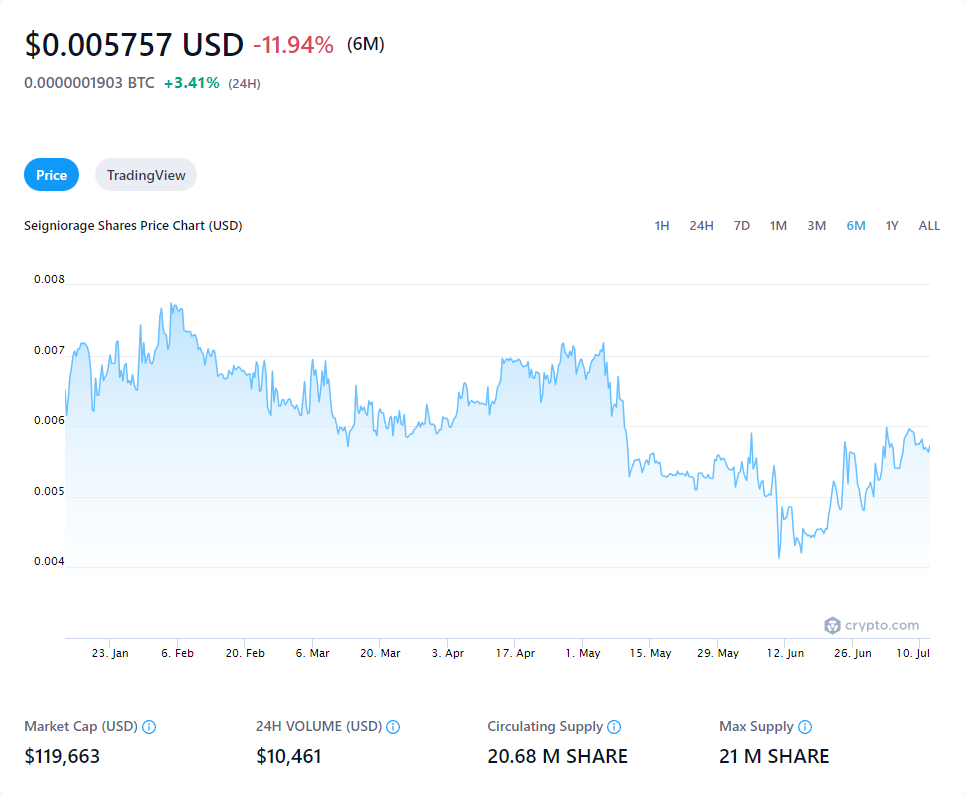 $0.005757 USD -11.94% (6M)
0.0000001903 BTC +3.41% (24H)
Price TradingView
Seigniorage Shares Price Chart (USD) 1H 24H 7D 1M 3M 6M 1Y ALL
0.008
0.007
0.006
0.005
0.004
crypto.com
23. Jan 6. Feb 20. Feb 6. Mar 20. Mar 3. Apr 17. Apr 1. May 15. May 29. May 12. Jun 26. Jun 10. Jul
Market Cap (USD) 24H VOLUME (USD) Circulating Supply Max Supply
$119,663 $10,461 20.68 M SHARE 21 M SHARE